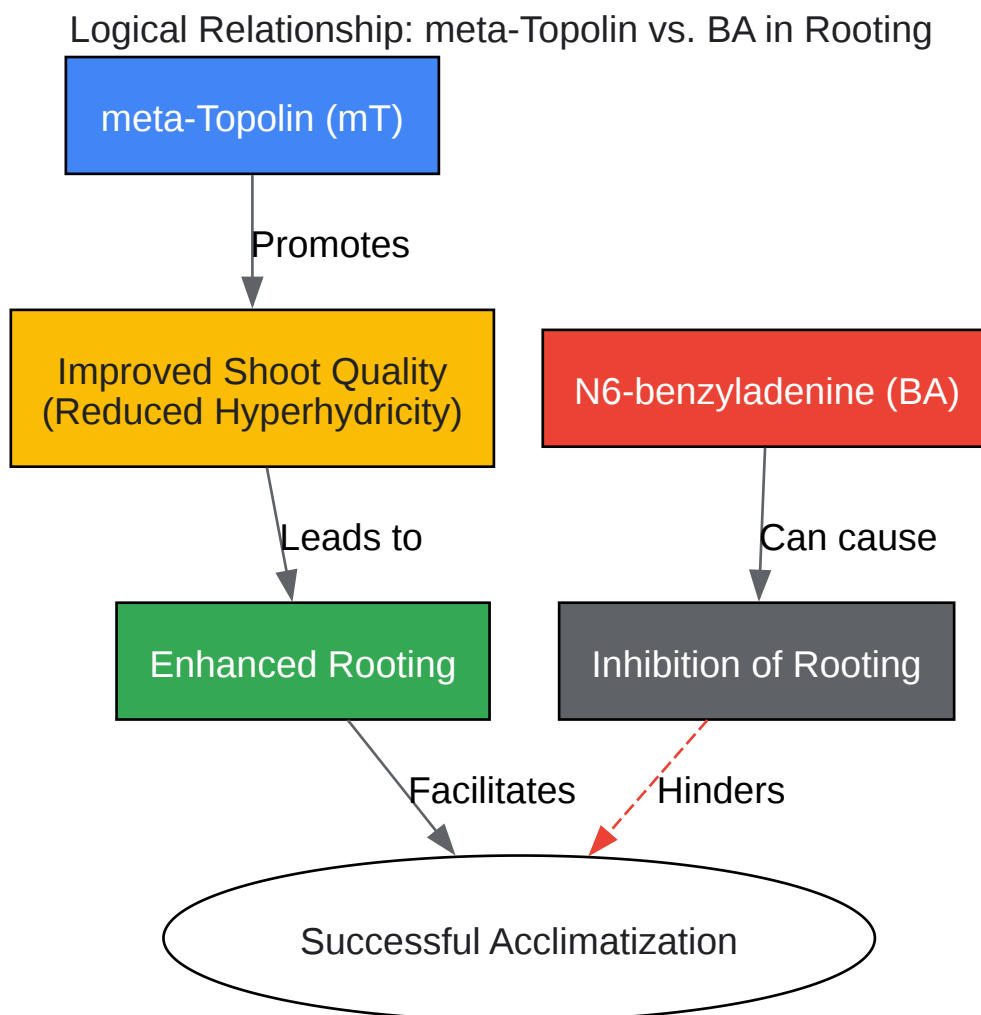 Logical Relationship: meta-Topolin vs. BA in Rooting
meta-Topolin (mT)
Promotes
Improved Shoot Quality
(Reduced Hyperhydricity)
N6-benzyladenine (BA)
Leads to
Can cause
Enhanced Rooting
Inhibition of Rooting
Facilitates
Hinders
Successful Acclimatization